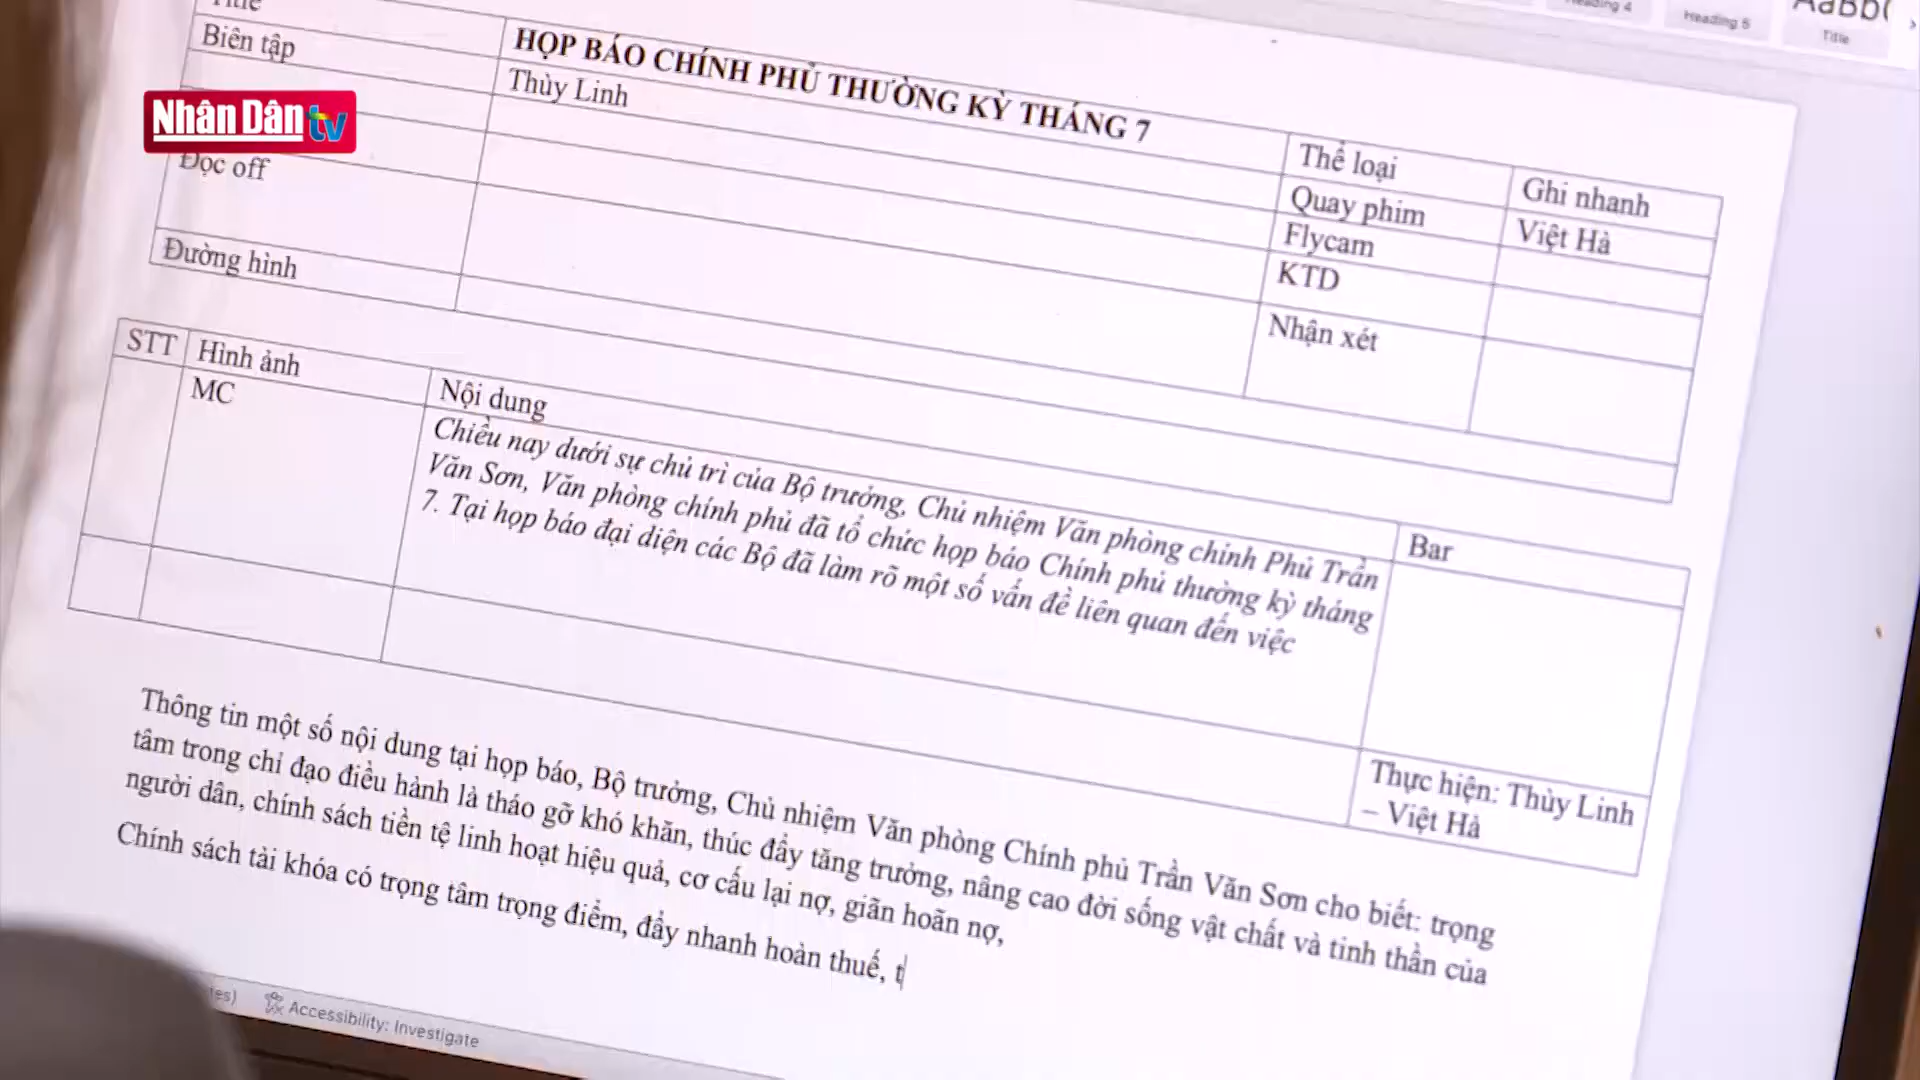 Heading 4
Heading 5
AaBb(
Title
Title
HỌP BÁO CHÍNH PHỦ THƯỜNG KỲ THÁNG 7
Thể loại
Ghi nhanh
Biên tập
Thùy Linh
Quay phim
Việt Hà
Flycam
Nhân Dân tv
KTD
Đọc off
Nhận xét
Đường hình
STT
Hình ảnh
Nội dung
Bar
MC
Chiều nay dưới sự chủ trì của Bộ trưởng, Chủ nhiệm Văn phòng chính Phủ Trần
Văn Sơn, Văn phòng chính phủ đã tổ chức họp báo Chính phủ thường kỳ tháng
7. Tại họp báo đại diện các Bộ đã làm rõ một số vấn đề liên quan đến việc
Thực hiện: Thùy Linh
– Việt Hà
Thông tin một số nội dung tại họp báo, Bộ trưởng, Chủ nhiệm Văn phòng Chính phủ Trần Văn Sơn cho biết: trọng
tâm trong chỉ đạo điều hành là tháo gỡ khó khăn, thúc đẩy tăng trưởng, nâng cao đời sống vật chất và tinh thần của
người dân, chính sách tiền tệ linh hoạt hiệu quả, cơ cấu lại nợ, giãn hoãn nợ,
Chính sách tài khóa có trọng tâm trọng điểm, đẩy nhanh hoàn thuế, t
Accessibility: Investigate